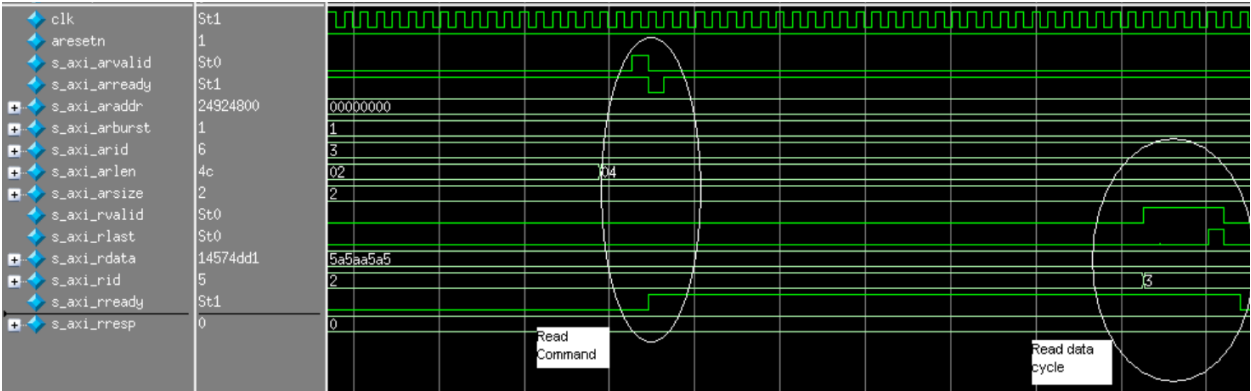 clk St1
aresetn 1
s_axi_arvalid St0
s_axi_arready St1
s_axi_araddr 24924800 00000000
s_axi_arburst 1 1
s_axi_arid 6 3
s_axi_arlen 4c 02 04
s_axi_arsize 2 2
s_axi_rvalid St0
s_axi_rlast St0
s_axi_rdata 14574dd1 5a5aa5a5
s_axi_rid 5 2 3
s_axi_rready St1
s_axi_rresp 0 0
Read
Command
Read data
cycle